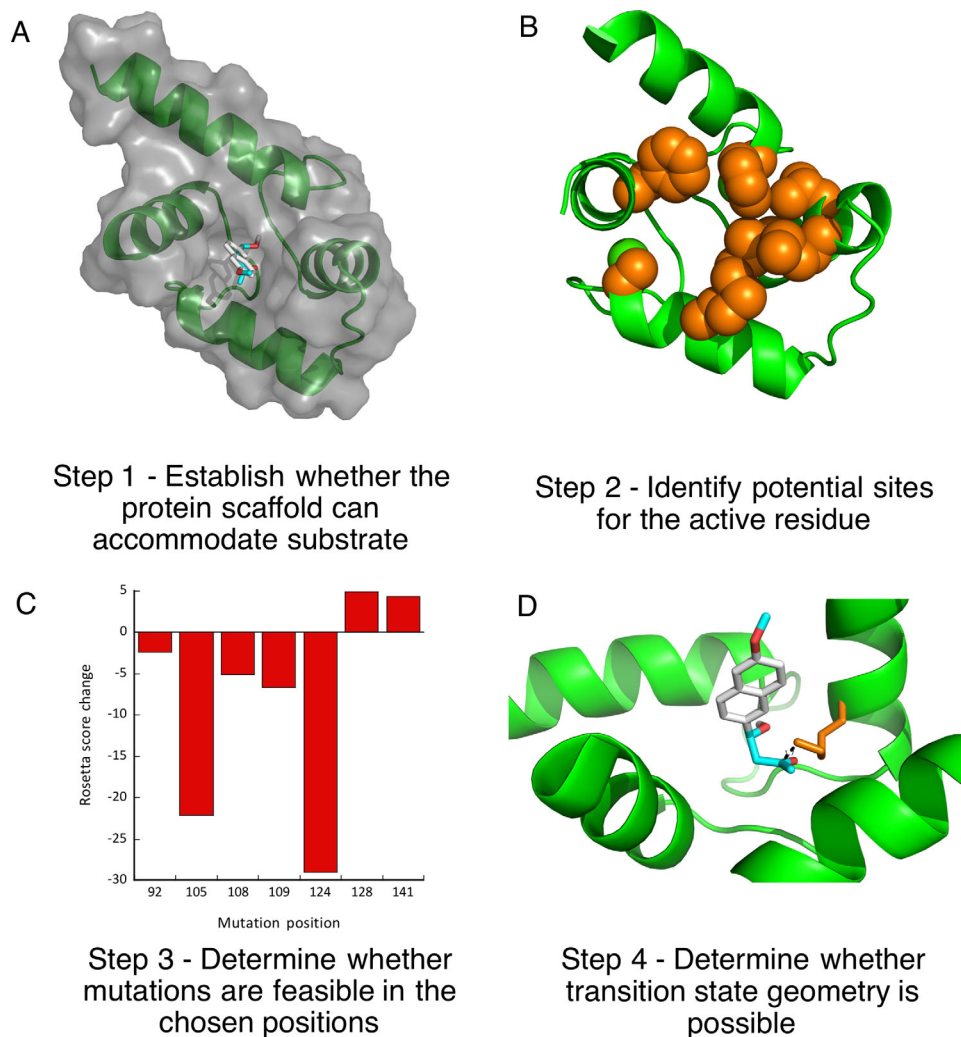 A
B
Step 1 - Establish whether the
protein scaffold can
accommodate substrate
Step 2 - Identify potential sites
for the active residue
C
5
0
-5
-10
-15
-20
-25
-30
Rosetta score change
92 105 108 109 124 128 141
Mutation position
Step 3 - Determine whether
mutations are feasible in the
chosen positions
D
Step 4 - Determine whether
transition state geometry is
possible